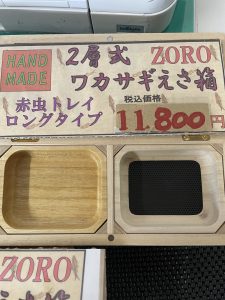 HAND MADE
2層式 ZORO
ワカサギえさ箱
赤虫トレイ
ロングタイプ
税込価格
11,800円
ZORO